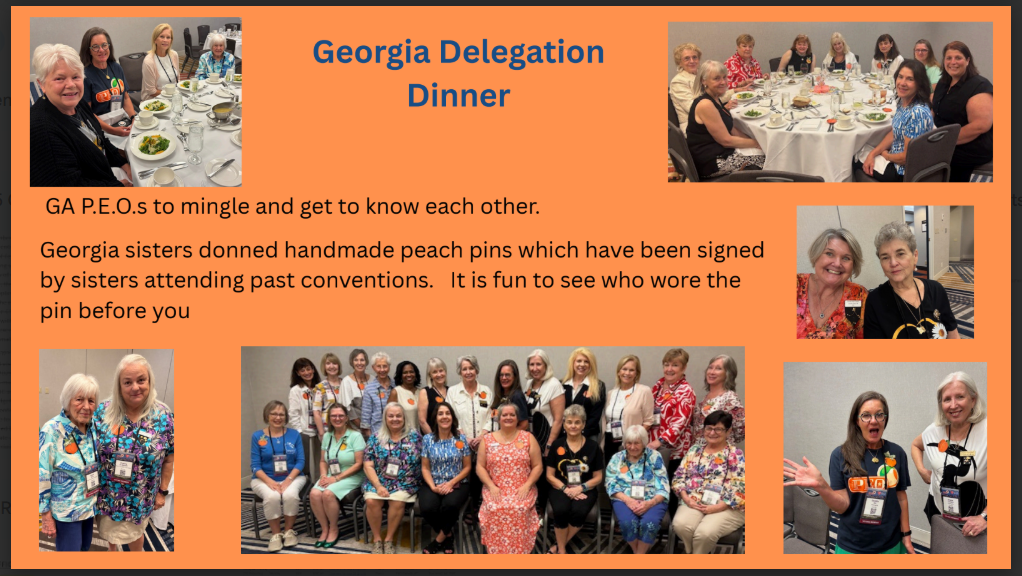 Georgia Delegation
Dinner
GA P.E.O.s to mingle and get to know each other.
Georgia sisters donned handmade peach pins which have been signed
by sisters attending past conventions. It is fun to see who wore the
pin before you